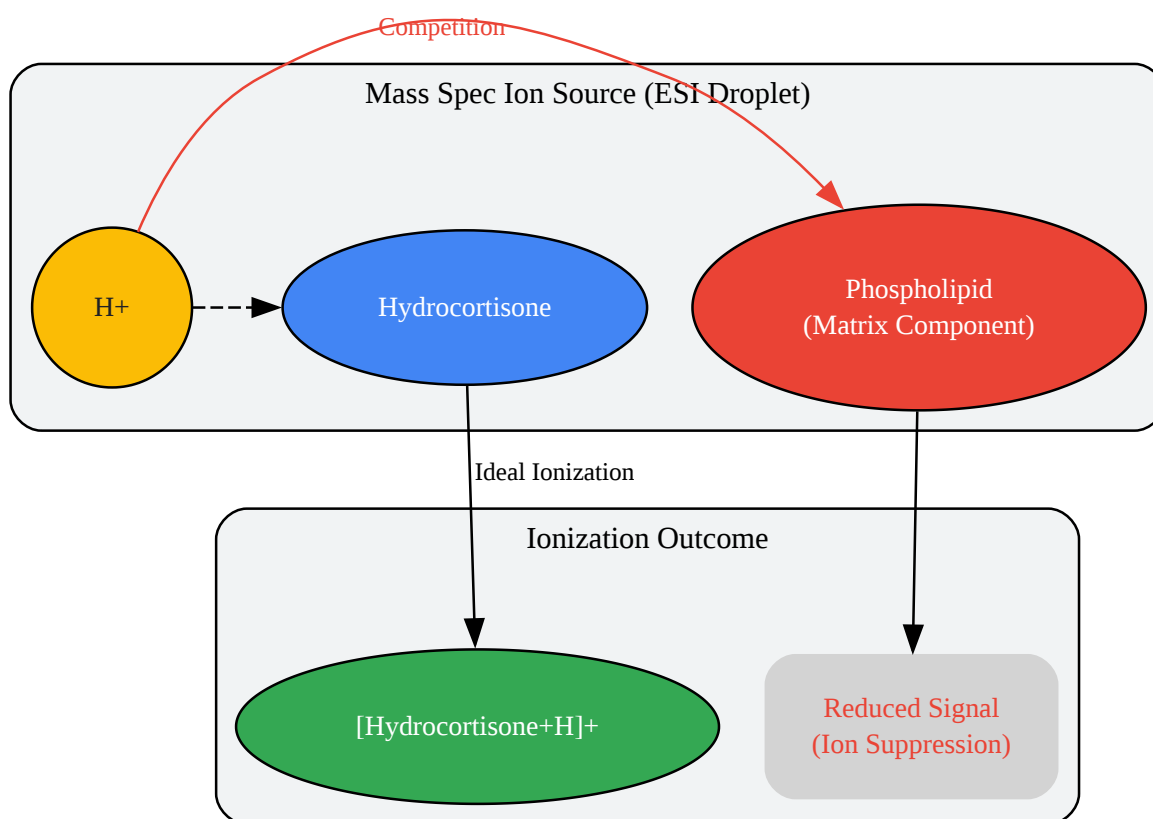 Competition
Mass Spec Ion Source (ESI Droplet)
H+
Hydrocortisone
Phospholipid
(Matrix Component)
Ideal Ionization
Ionization Outcome
[Hydrocortisone+H]+
Reduced Signal
(Ion Suppression)